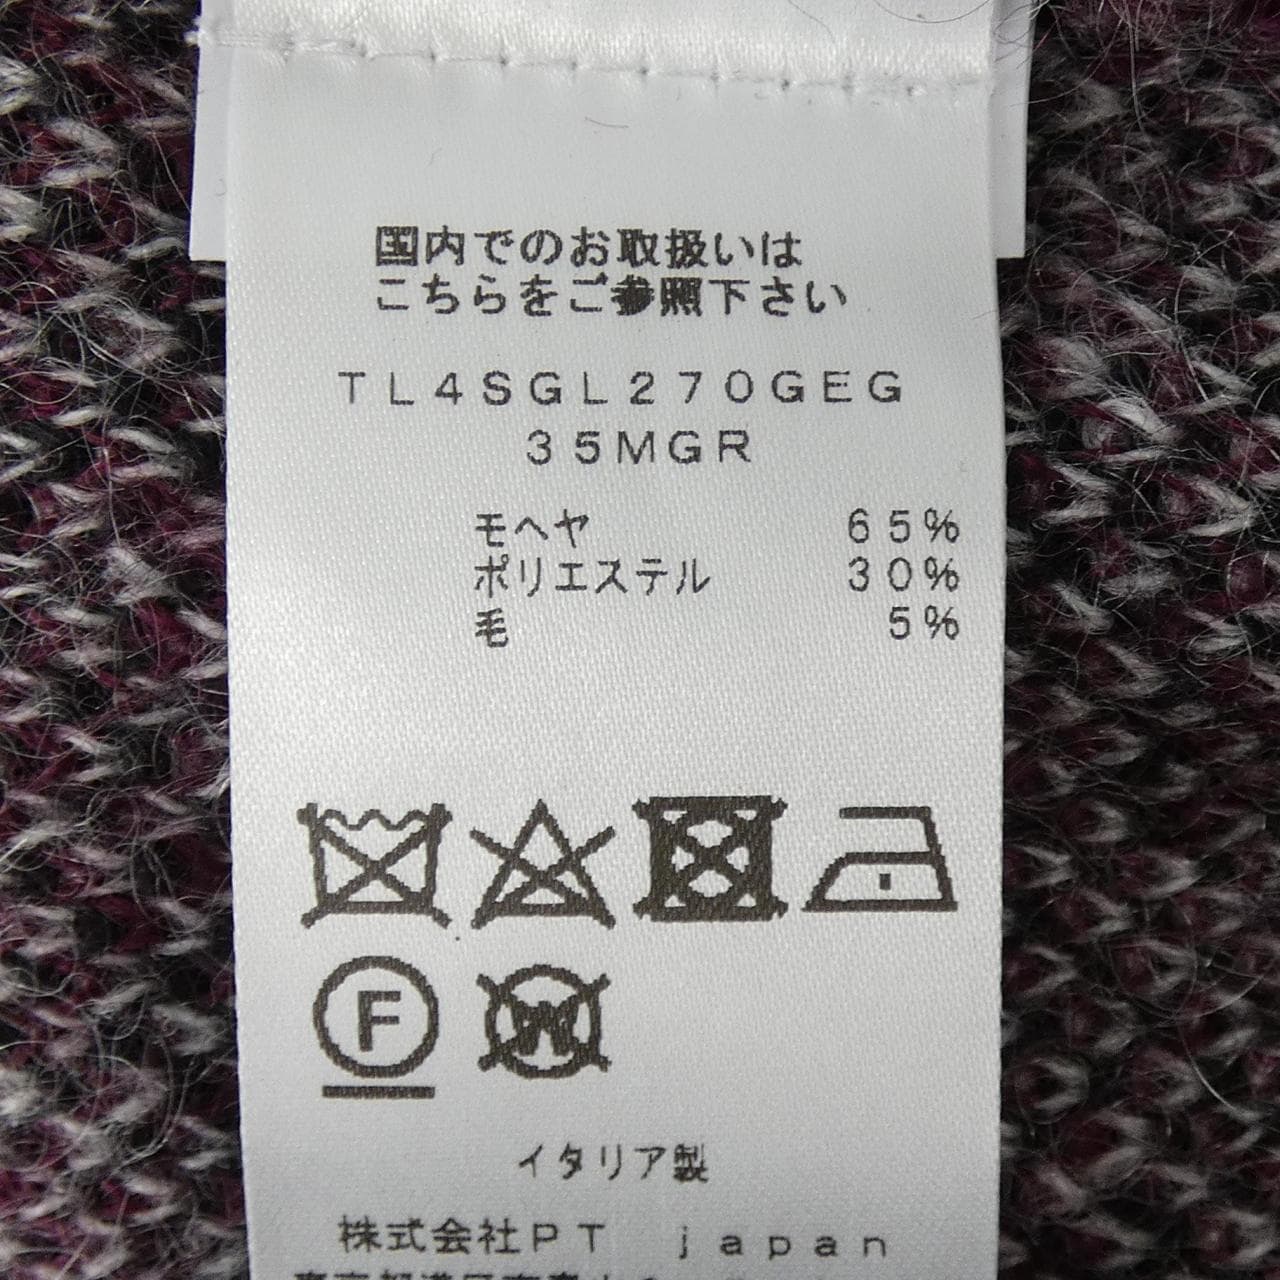 国内でのお取扱いは
こちらをご参照下さい
TL4SGL270GEG
35MGR
モヘヤ 65%
ポリエステル 30%
毛 5%
F
W
イタリア製
株式会社PT japan